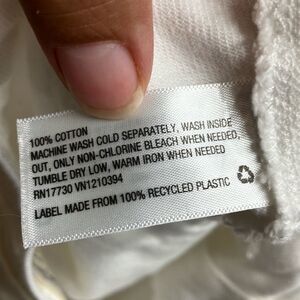 100% COTTON
MACHINE WASH COLD SEPARATELY, WASH INSIDE
OUT, ONLY NON-CHLORINE BLEACH WHEN NEEDED,
TUMBLE DRY LOW, WARM IRON WHEN NEEDED
RN17730 VN1210394
LABEL MADE FROM 100% RECYCLED PLASTIC